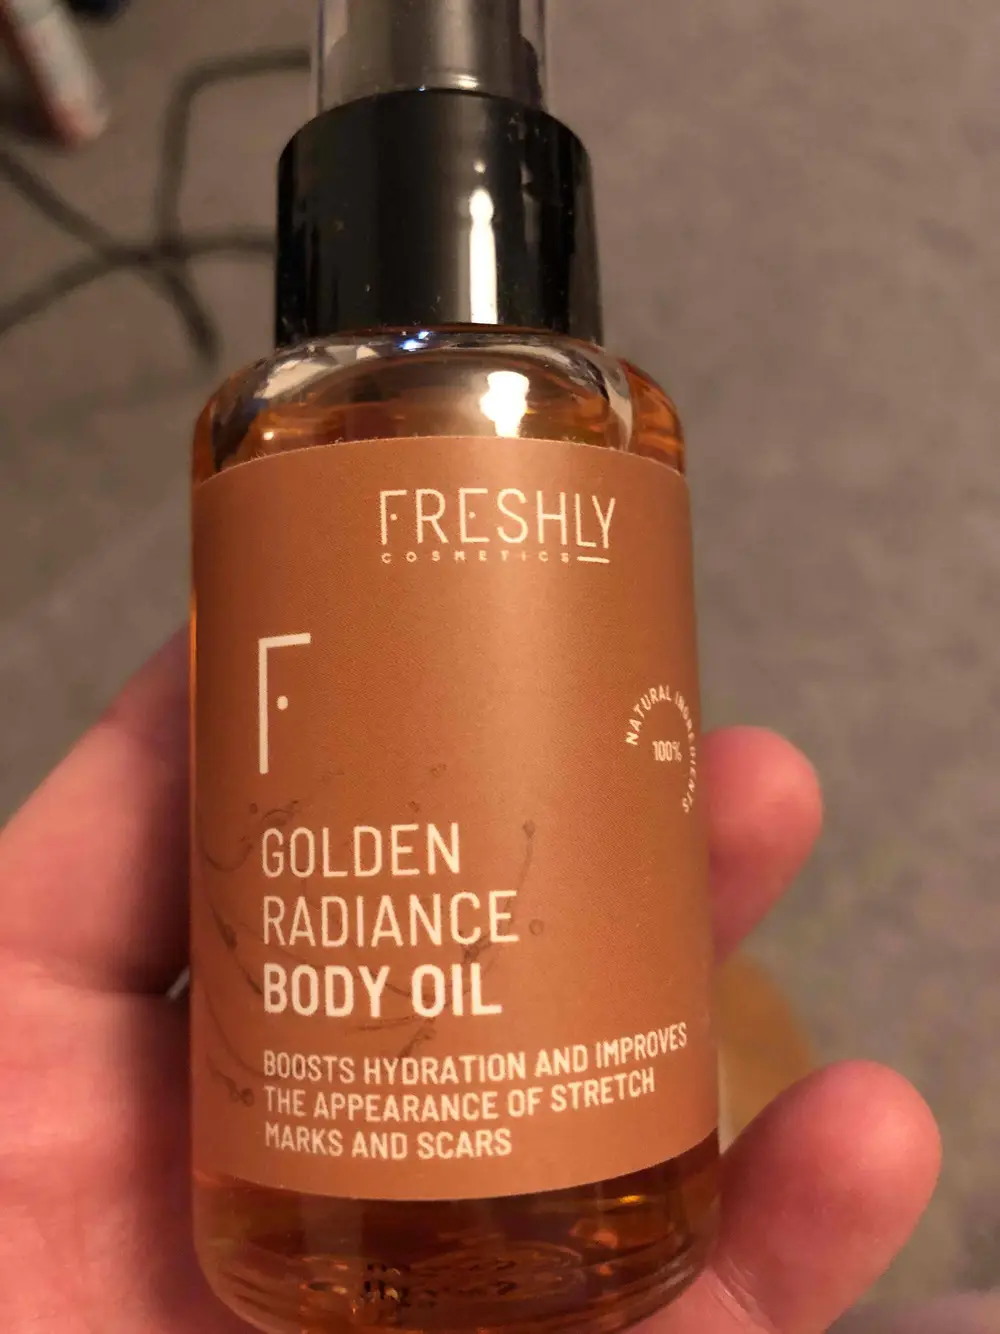 FRESHLY
COSMETICS
F
NATURAL INGREDIENTS
100%
GOLDEN
RADIANCE
BODY OIL
BOOSTS HYDRATION AND IMPROVES
THE APPEARANCE OF STRETCH
MARKS AND SCARS